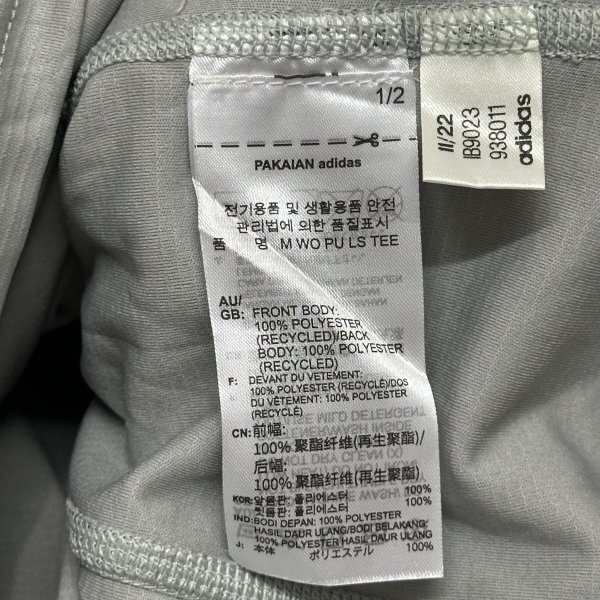 1/2
PAKAIAN adidas
전기용품 및 생활용품 안전
관리법에 의한 품질표시
품 명 M WO PU LS TEE
AU/
GB: FRONT BODY:
100% POLYESTER
(RECYCLED)/BACK
BODY: 100% POLYESTER
(RECYCLED)
F: DEVANT DU VETEMENT:
100% POLYESTER (RECYCLÉ)/DOS
DU VÊTEMENT: 100% POLYESTER
(RECYCLÉ)
CN: 前幅:
100%聚酯纤维(再生聚酯)/
后幅:
100%聚酯纤维(再生聚酯)
KOR: 앞몸판: 폴리에스터 100%
뒷몸판: 폴리에스터 100%
IND: BODI DEPAN: 100% POLYESTER
HASIL DAUR ULANG/BODI BELAKANG:
100% POLYESTER HASIL DAUR ULANG
J: 本体 ポリエステル 100%
11/22
IB9023
938011
adidas